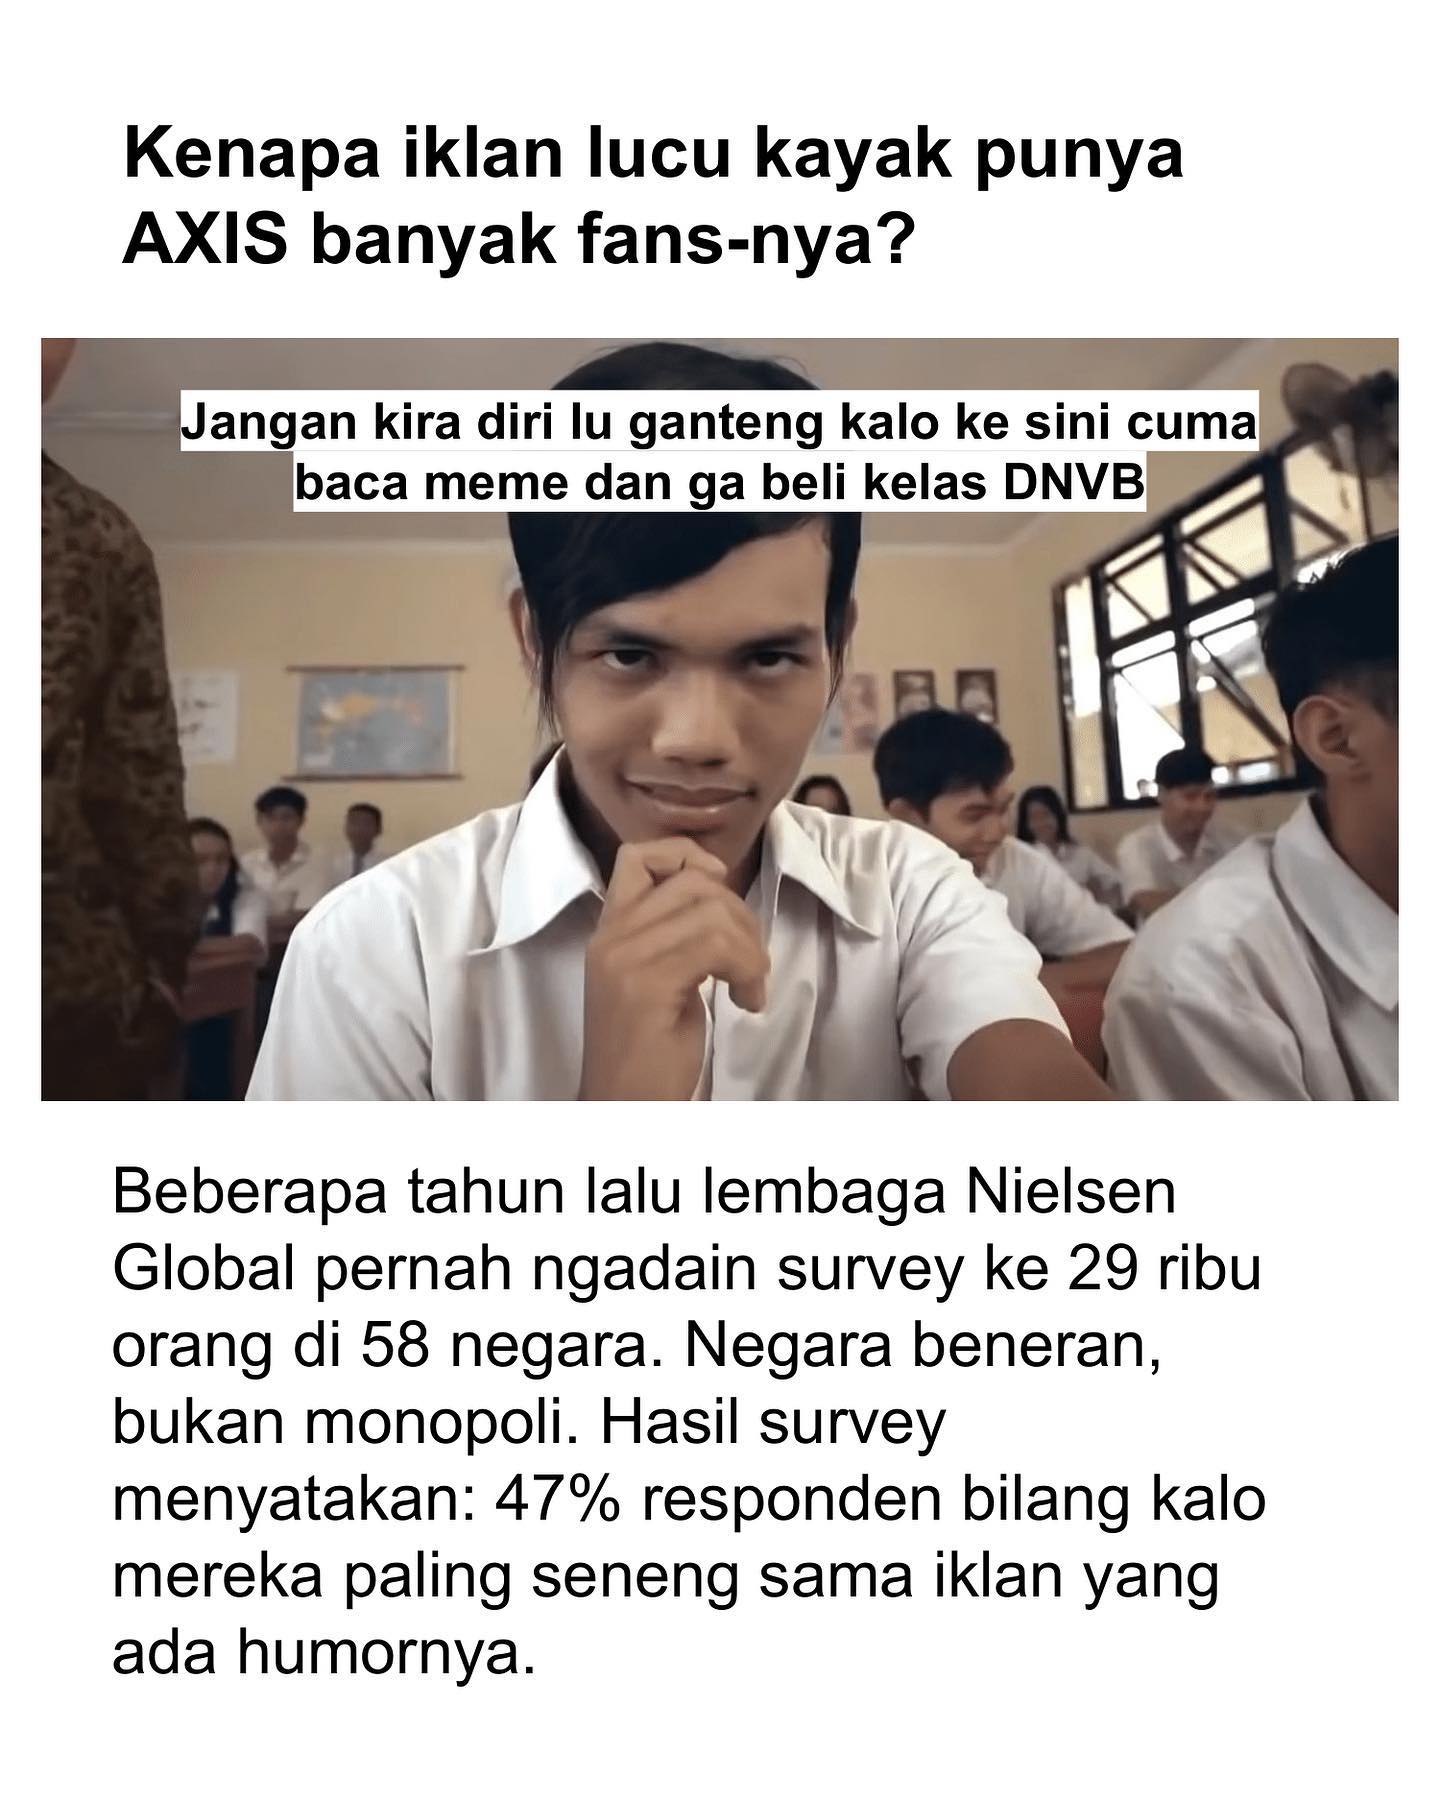 Kenapa iklan lucu kayak punya
AXIS banyak fans-nya?
Jangan kira diri lu ganteng kalo ke sini cuma
baca meme dan ga beli kelas DNVB
Beberapa tahun lalu lembaga Nielsen
Global pernah ngadain survey ke 29 ribu
orang di 58 negara. Negara beneran,
bukan monopoli. Hasil survey
menyatakan: 47% responden bilang kalo
mereka paling seneng sama iklan yang
ada humornya.